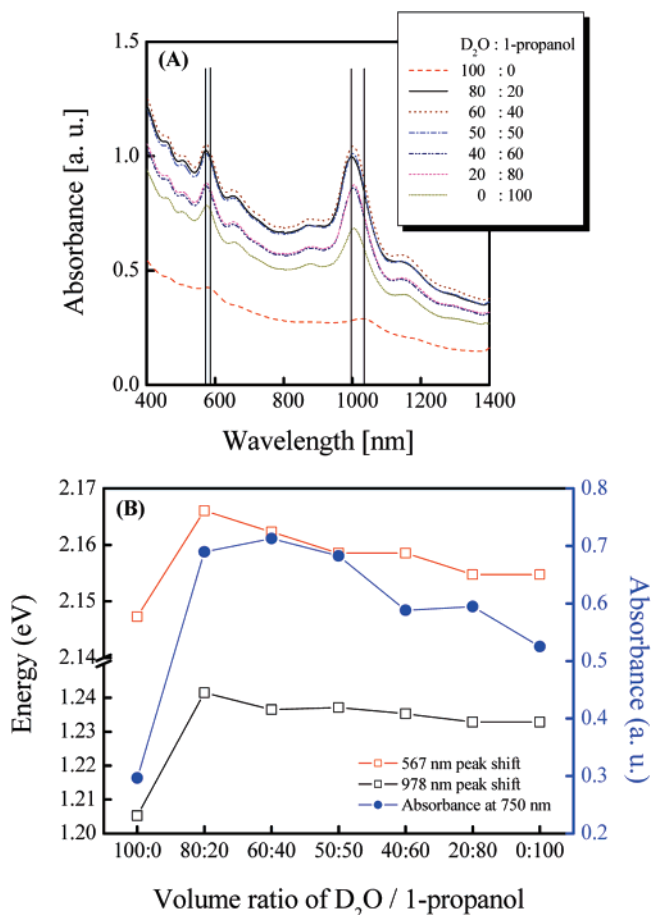 (A)
D₂O : 1-propanol
100 : 0
80 : 20
60 : 40
50 : 50
40 : 60
20 : 80
0 : 100
Absorbance [a. u.]
1.5
1.0
0.5
0.0
400 600 800 1000 1200 1400
Wavelength [nm]
(B)
Energy (eV)
2.17
2.16
2.15
2.14
1.24
1.23
1.22
1.21
1.20
0.8
0.7
0.6
0.5
0.4
0.3
0.2
Absorbance (a. u.)
567 nm peak shift
978 nm peak shift
Absorbance at 750 nm
100:0 80:20 60:40 50:50 40:60 20:80 0:100
Volume ratio of D₂O / 1-propanol